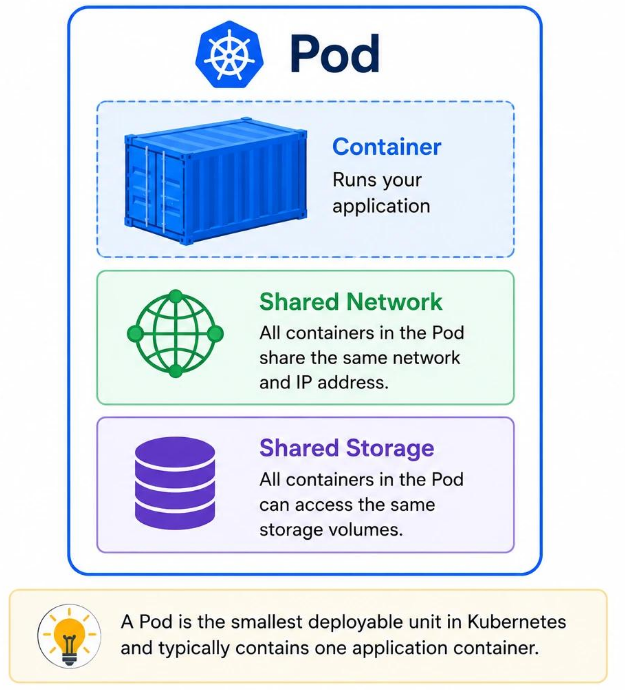 Pod
Container
Runs your
application
Shared Network
All containers in the Pod
share the same network
and IP address.
Shared Storage
All containers in the Pod
can access the same
storage volumes.
A Pod is the smallest deployable unit in Kubernetes
and typically contains one application container.